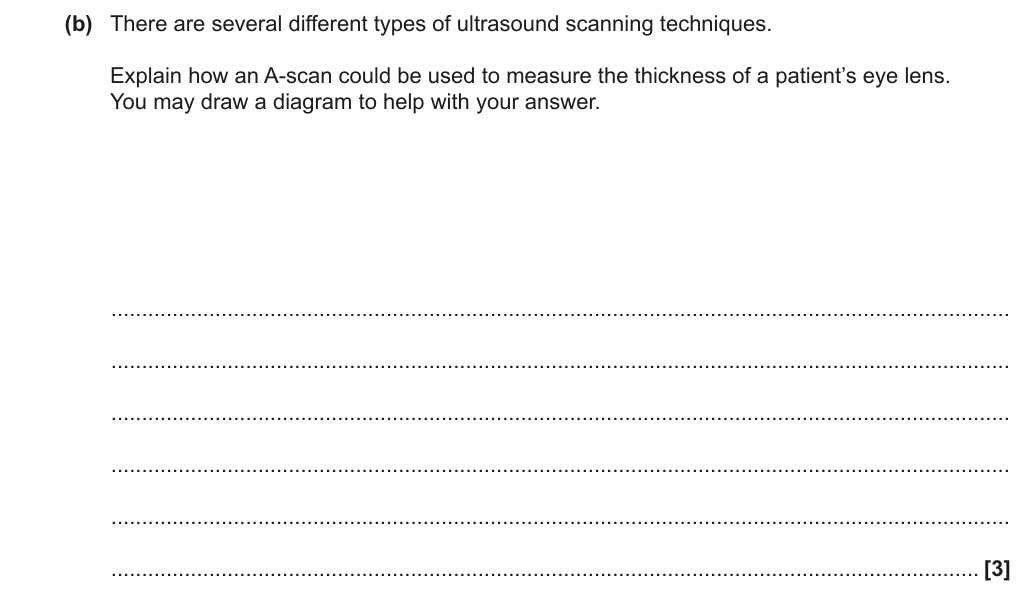 (b) There are several different types of ultrasound scanning techniques.
Explain how an A-scan could be used to measure the thickness of a patient’s eye lens.
You may draw a diagram to help with your answer.
[3]